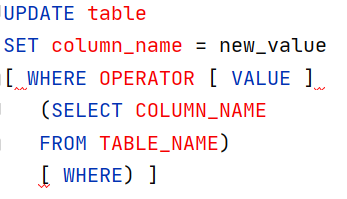 UPDATE table
SET column_name = new_value
[ WHERE OPERATOR [ VALUE ]
(SELECT COLUMN_NAME
FROM TABLE_NAME)
[ WHERE) ]